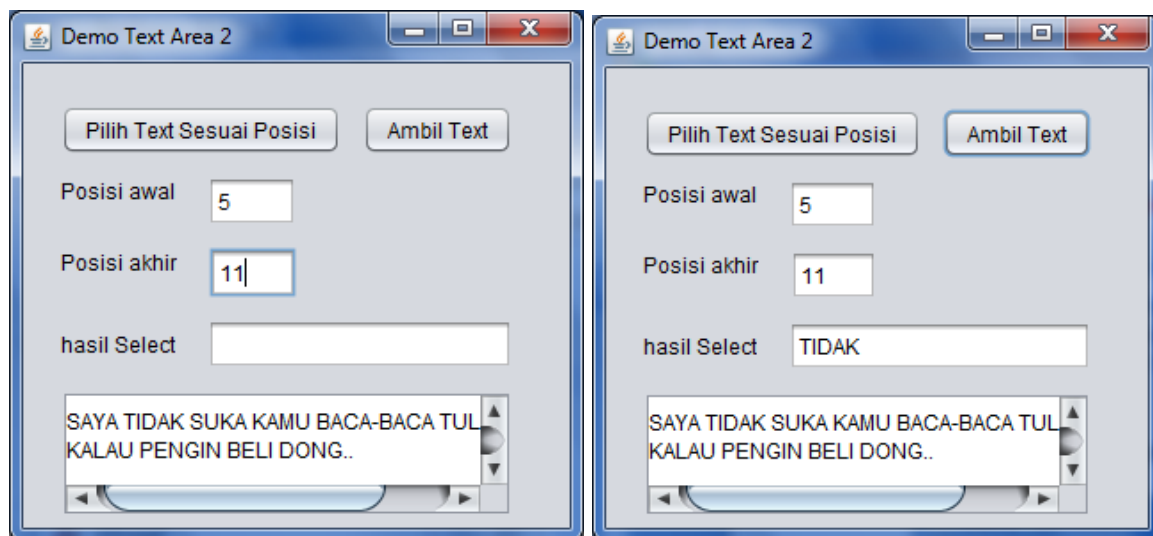 Demo Text Area 2
Pilih Text Sesuai Posisi
Ambil Text
Posisi awal
5
Posisi akhir
11
hasil Select
SAYA TIDAK SUKA KAMU BACA-BACA TUL
KALAU PENGIN BELI DONG..
Demo Text Area 2
Pilih Text Sesuai Posisi
Ambil Text
Posisi awal
5
Posisi akhir
11
hasil Select
TIDAK
SAYA TIDAK SUKA KAMU BACA-BACA TUL
KALAU PENGIN BELI DONG..